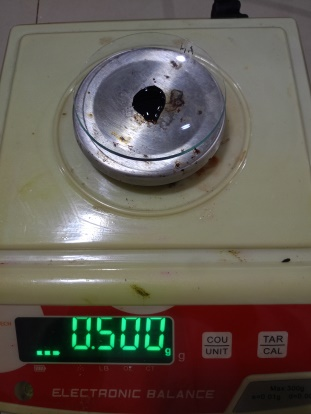 0.500 g
g
COU
UNIT
TAR
CAL
ELECTRONIC BALANCE